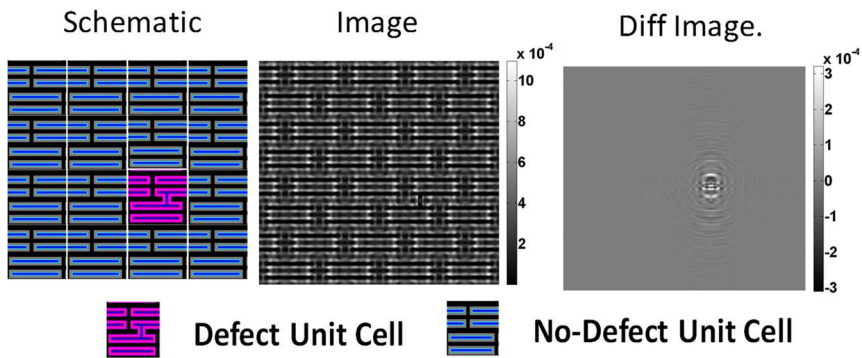 Schematic
Image
Diff Image.
x 10⁻⁴
10
8
6
4
2
x 10⁻⁴
3
2
1
0
-1
-2
-3
Defect Unit Cell
No-Defect Unit Cell